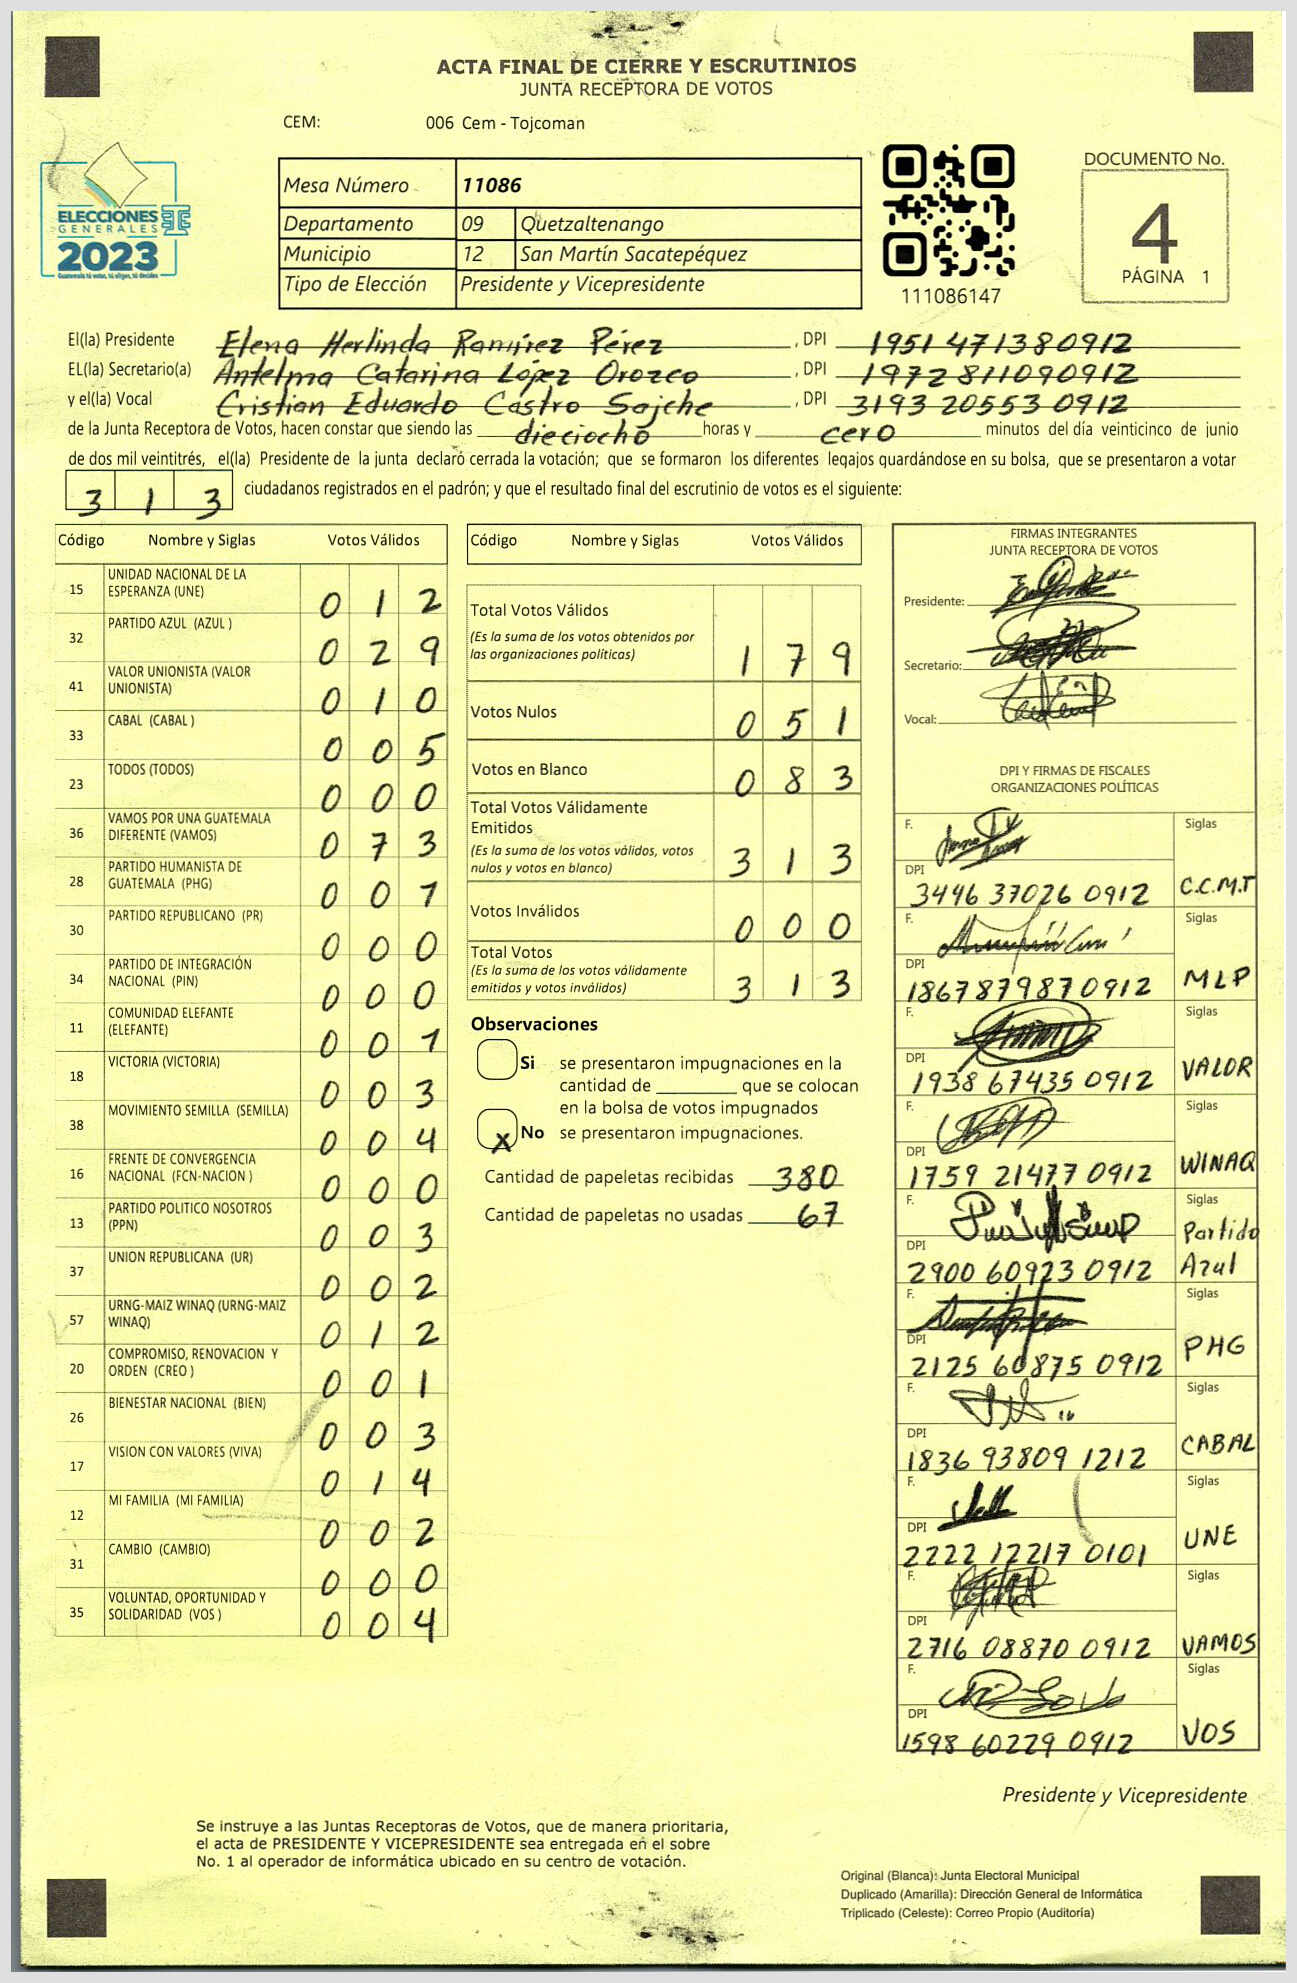 ACTA FINAL DE CIERRE Y ESCRUTINIOS
JUNTA RECEPTORA DE VOTOS
CEM: 006 Cem - Tojcoman
ELECCIONES
GENERALES
2023
Guatemala tú votas, tú eliges, tú decides
Mesa Número 11086
Departamento 09 Quetzaltenango
Municipio 12 San Martín Sacatepéquez
Tipo de Elección Presidente y Vicepresidente
111086147
DOCUMENTO No.
4
PÁGINA 1
El(la) Presidente Elena Herlinda Ramírez Pérez, DPI 1951 47138 0912
EL(la) Secretario(a) Antelma Catarina López Orozco, DPI 1972 81109 0912
y el(la) Vocal Cristian Eduardo Castro Sajche, DPI 3193 20553 0912
de la Junta Receptora de Votos, hacen constar que siendo las dieciocho horas y cero minutos del día veinticinco de junio
de dos mil veintitrés, el(la) Presidente de la junta declaró cerrada la votación; que se formaron los diferentes legajos guardándose en su bolsa, que se presentaron a votar
3 1 3 ciudadanos registrados en el padrón; y que el resultado final del escrutinio de votos es el siguiente:
Código Nombre y Siglas Votos Válidos
15 UNIDAD NACIONAL DE LA ESPERANZA (UNE) 0 1 2
32 PARTIDO AZUL (AZUL ) 0 2 9
41 VALOR UNIONISTA (VALOR UNIONISTA) 0 1 0
33 CABAL (CABAL ) 0 0 5
23 TODOS (TODOS) 0 0 0
36 VAMOS POR UNA GUATEMALA DIFERENTE (VAMOS) 0 7 3
28 PARTIDO HUMANISTA DE GUATEMALA (PHG) 0 0 1
30 PARTIDO REPUBLICANO (PR) 0 0 0
34 PARTIDO DE INTEGRACIÓN NACIONAL (PIN) 0 0 0
11 COMUNIDAD ELEFANTE (ELEFANTE) 0 0 1
18 VICTORIA (VICTORIA) 0 0 3
38 MOVIMIENTO SEMILLA (SEMILLA) 0 0 4
16 FRENTE DE CONVERGENCIA NACIONAL (FCN-NACION ) 0 0 0
13 PARTIDO POLITICO NOSOTROS (PPN) 0 0 3
37 UNION REPUBLICANA (UR) 0 0 2
57 URNG-MAIZ WINAQ (URNG-MAIZ WINAQ) 0 1 2
20 COMPROMISO, RENOVACION Y ORDEN (CREO ) 0 0 1
26 BIENESTAR NACIONAL (BIEN) 0 0 3
17 VISION CON VALORES (VIVA) 0 1 4
12 MI FAMILIA (MI FAMILIA) 0 0 2
31 CAMBIO (CAMBIO) 0 0 0
35 VOLUNTAD, OPORTUNIDAD Y SOLIDARIDAD (VOS ) 0 0 4
Código Nombre y Siglas Votos Válidos
Total Votos Válidos 1 7 9
(Es la suma de los votos obtenidos por
las organizaciones políticas)
Votos Nulos 0 5 1
Votos en Blanco 0 8 3
Total Votos Válidamente
Emitidos 3 1 3
(Es la suma de los votos válidos, votos
nulos y votos en blanco)
Votos Inválidos 0 0 0
Total Votos 3 1 3
(Es la suma de los votos válidamente
emitidos y votos inválidos)
Observaciones
Si se presentaron impugnaciones en la
cantidad de ________ que se colocan
en la bolsa de votos impugnados
X No se presentaron impugnaciones.
Cantidad de papeletas recibidas 380
Cantidad de papeletas no usadas 67
FIRMAS INTEGRANTES
JUNTA RECEPTORA DE VOTOS
Presidente:
Secretario:
Vocal:
DPI Y FIRMAS DE FISCALES
ORGANIZACIONES POLÍTICAS
F. Siglas
DPI 3446 37026 0912 C.C.M.T
F. Siglas
DPI 1867 87987 0912 MLP
F. Siglas
DPI 1938 67435 0912 VALOR
F. Siglas
DPI 1759 21477 0912 WINAQ
F. Siglas
DPI 2900 60923 0912 Partido Azul
F. Siglas
DPI 2125 60875 0912 PHG
F. Siglas
DPI 1836 93809 1212 CABAL
F. Siglas
DPI 2222 12217 0101 UNE
F. Siglas
DPI 2716 08870 0912 VAMOS
F. Siglas
DPI 1598 60229 0912 VOS
Presidente y Vicepresidente
Se instruye a las Juntas Receptoras de Votos, que de manera prioritaria,
el acta de PRESIDENTE Y VICEPRESIDENTE sea entregada en el sobre
No. 1 al operador de informática ubicado en su centro de votación.
Original (Blanca): Junta Electoral Municipal
Duplicado (Amarilla): Dirección General de Informática
Triplicado (Celeste): Correo Propio (Auditoría)